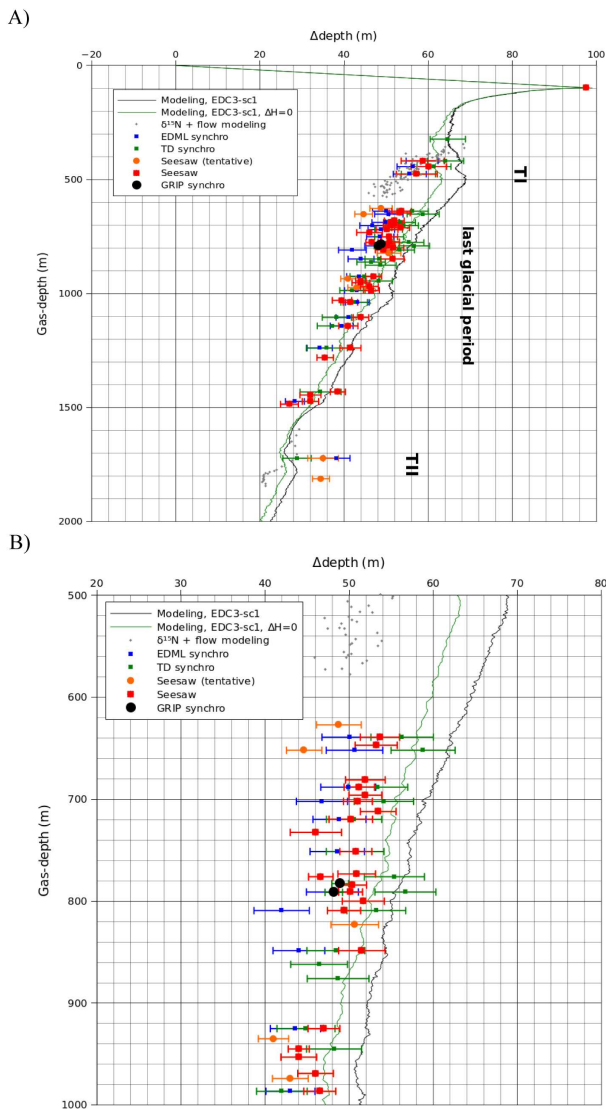 A)
Δdepth (m)
−20 0 20 40 60 80 100
0
500
1000
1500
2000
Gas-depth (m)
Modeling, EDC3-sc1
Modeling, EDC3-sc1, ΔH=0
δ¹⁵N + flow modeling
EDML synchro
TD synchro
Seesaw (tentative)
Seesaw
GRIP synchro
TI
last glacial period
TII
B)
Δdepth (m)
20 30 40 50 60 70 80
500
600
700
800
900
1000
Gas-depth (m)
Modeling, EDC3-sc1
Modeling, EDC3-sc1, ΔH=0
δ¹⁵N + flow modeling
EDML synchro
TD synchro
Seesaw (tentative)
Seesaw
GRIP synchro